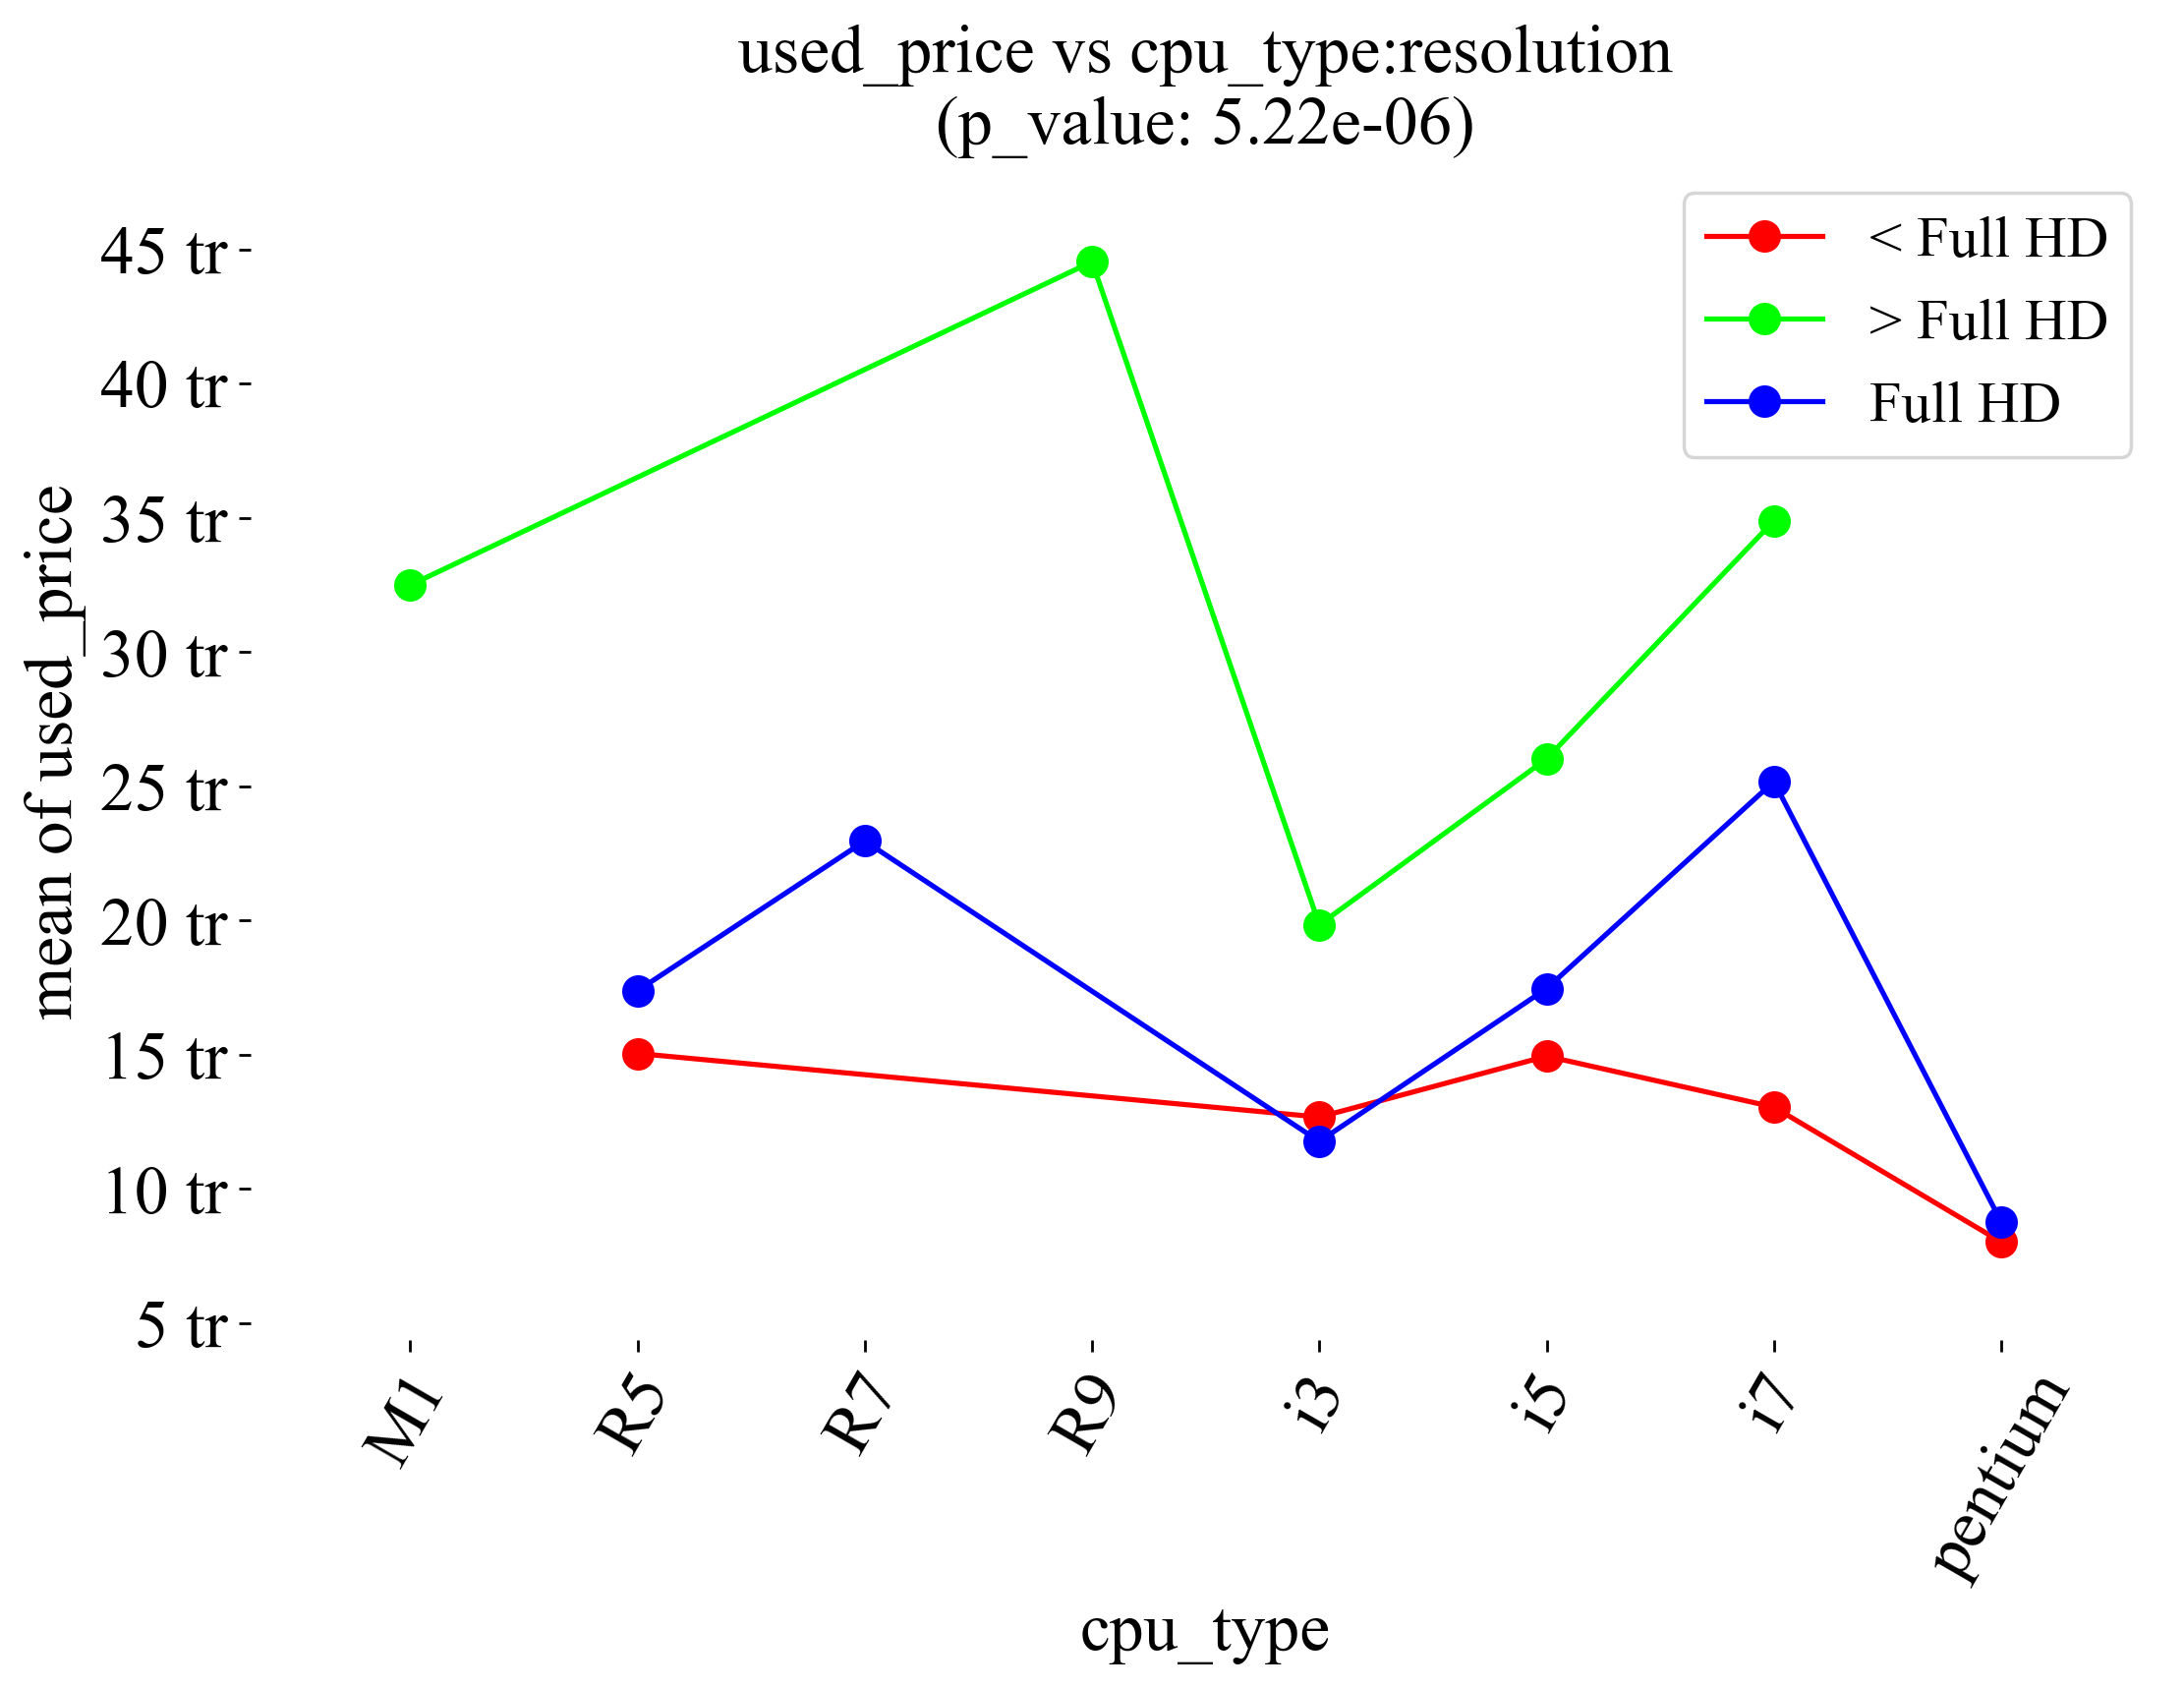 used_price vs cpu_type:resolution
(p_value: 5.22e-06)
< Full HD
> Full HD
Full HD
mean of used_price
45 tr
40 tr
35 tr
30 tr
25 tr
20 tr
15 tr
10 tr
5 tr
M1
R5
R7
R9
i3
i5
i7
pentium
cpu_type